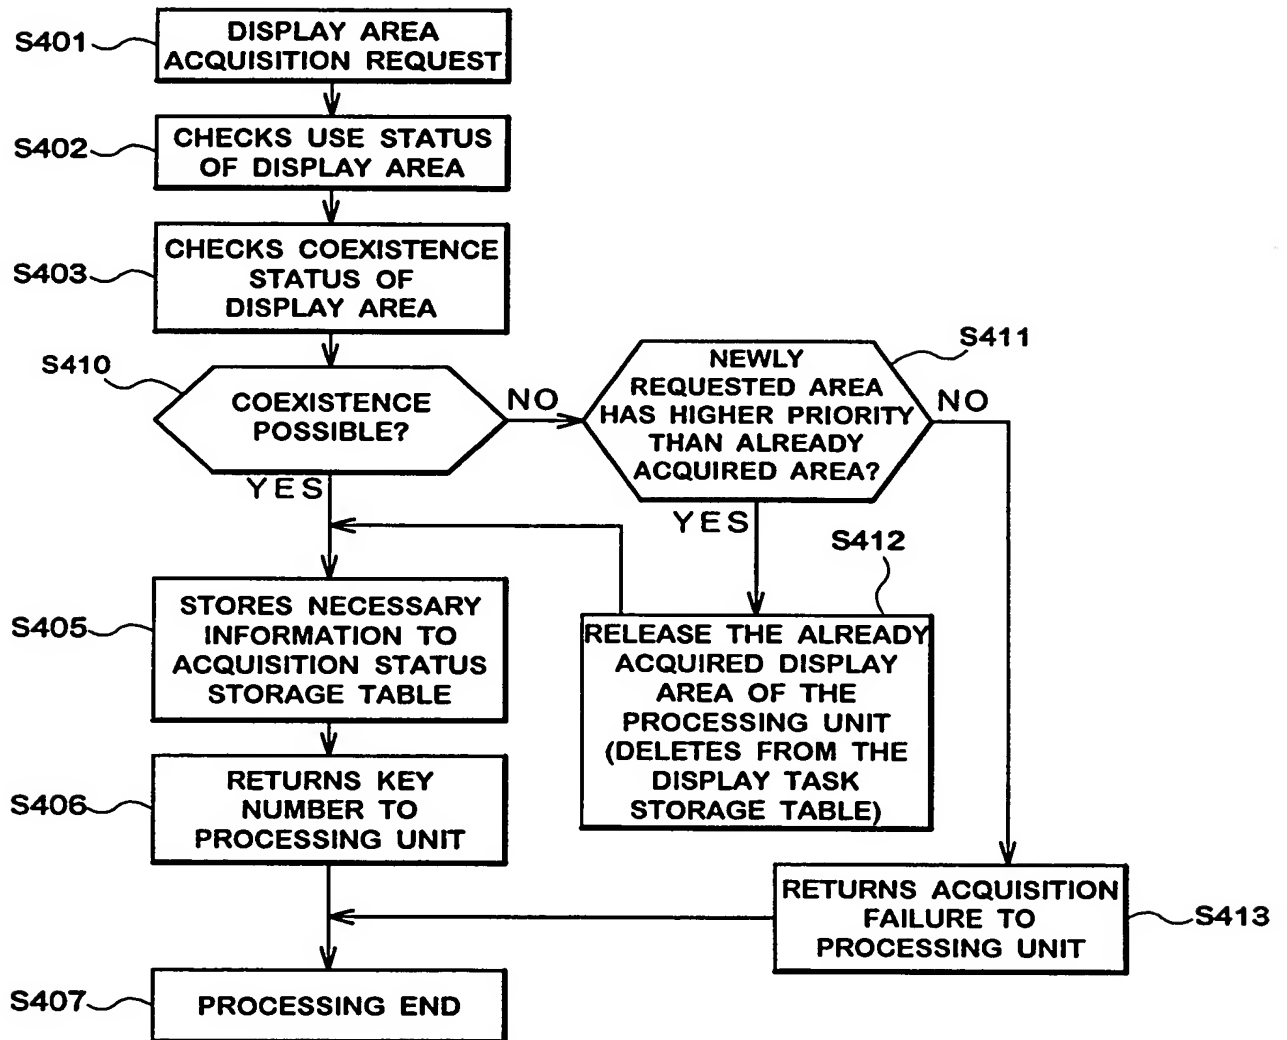 S401
DISPLAY AREA
ACQUISITION REQUEST
S402
CHECKS USE STATUS
OF DISPLAY AREA
S403
CHECKS COEXISTENCE
STATUS OF
DISPLAY AREA
S410
COEXISTENCE
POSSIBLE?
NO
YES
S411
NEWLY
REQUESTED AREA
HAS HIGHER PRIORITY
THAN ALREADY
ACQUIRED AREA?
NO
YES
S412
RELEASE THE ALREADY
ACQUIRED DISPLAY
AREA OF THE
PROCESSING UNIT
(DELETES FROM THE
DISPLAY TASK
STORAGE TABLE)
S405
STORES NECESSARY
INFORMATION TO
ACQUISITION STATUS
STORAGE TABLE
S406
RETURNS KEY
NUMBER TO
PROCESSING UNIT
RETURNS ACQUISITION
FAILURE TO
PROCESSING UNIT
S413
S407
PROCESSING END